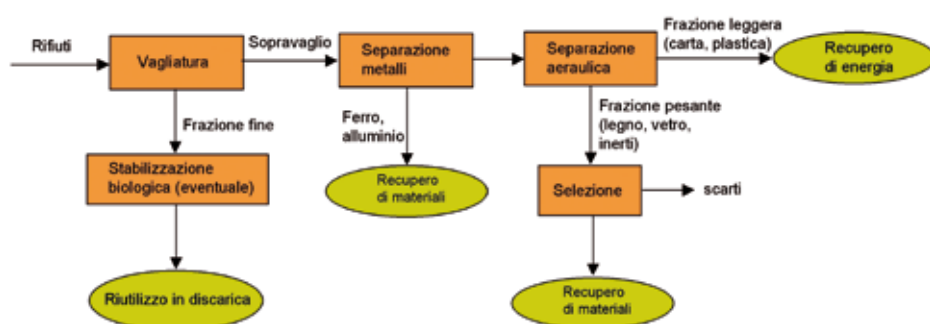 Rifiuti
Vagliatura
Sopravaglio
Separazione
metalli
Separazione
aeraulica
Frazione leggera
(carta, plastica)
Recupero
di energia
Frazione fine
Ferro,
alluminio
Frazione pesante
(legno, vetro,
inerti)
Stabilizzazione
biologica (eventuale)
Recupero
di materiali
Selezione
scarti
Riutilizzo in discarica
Recupero
di materiali